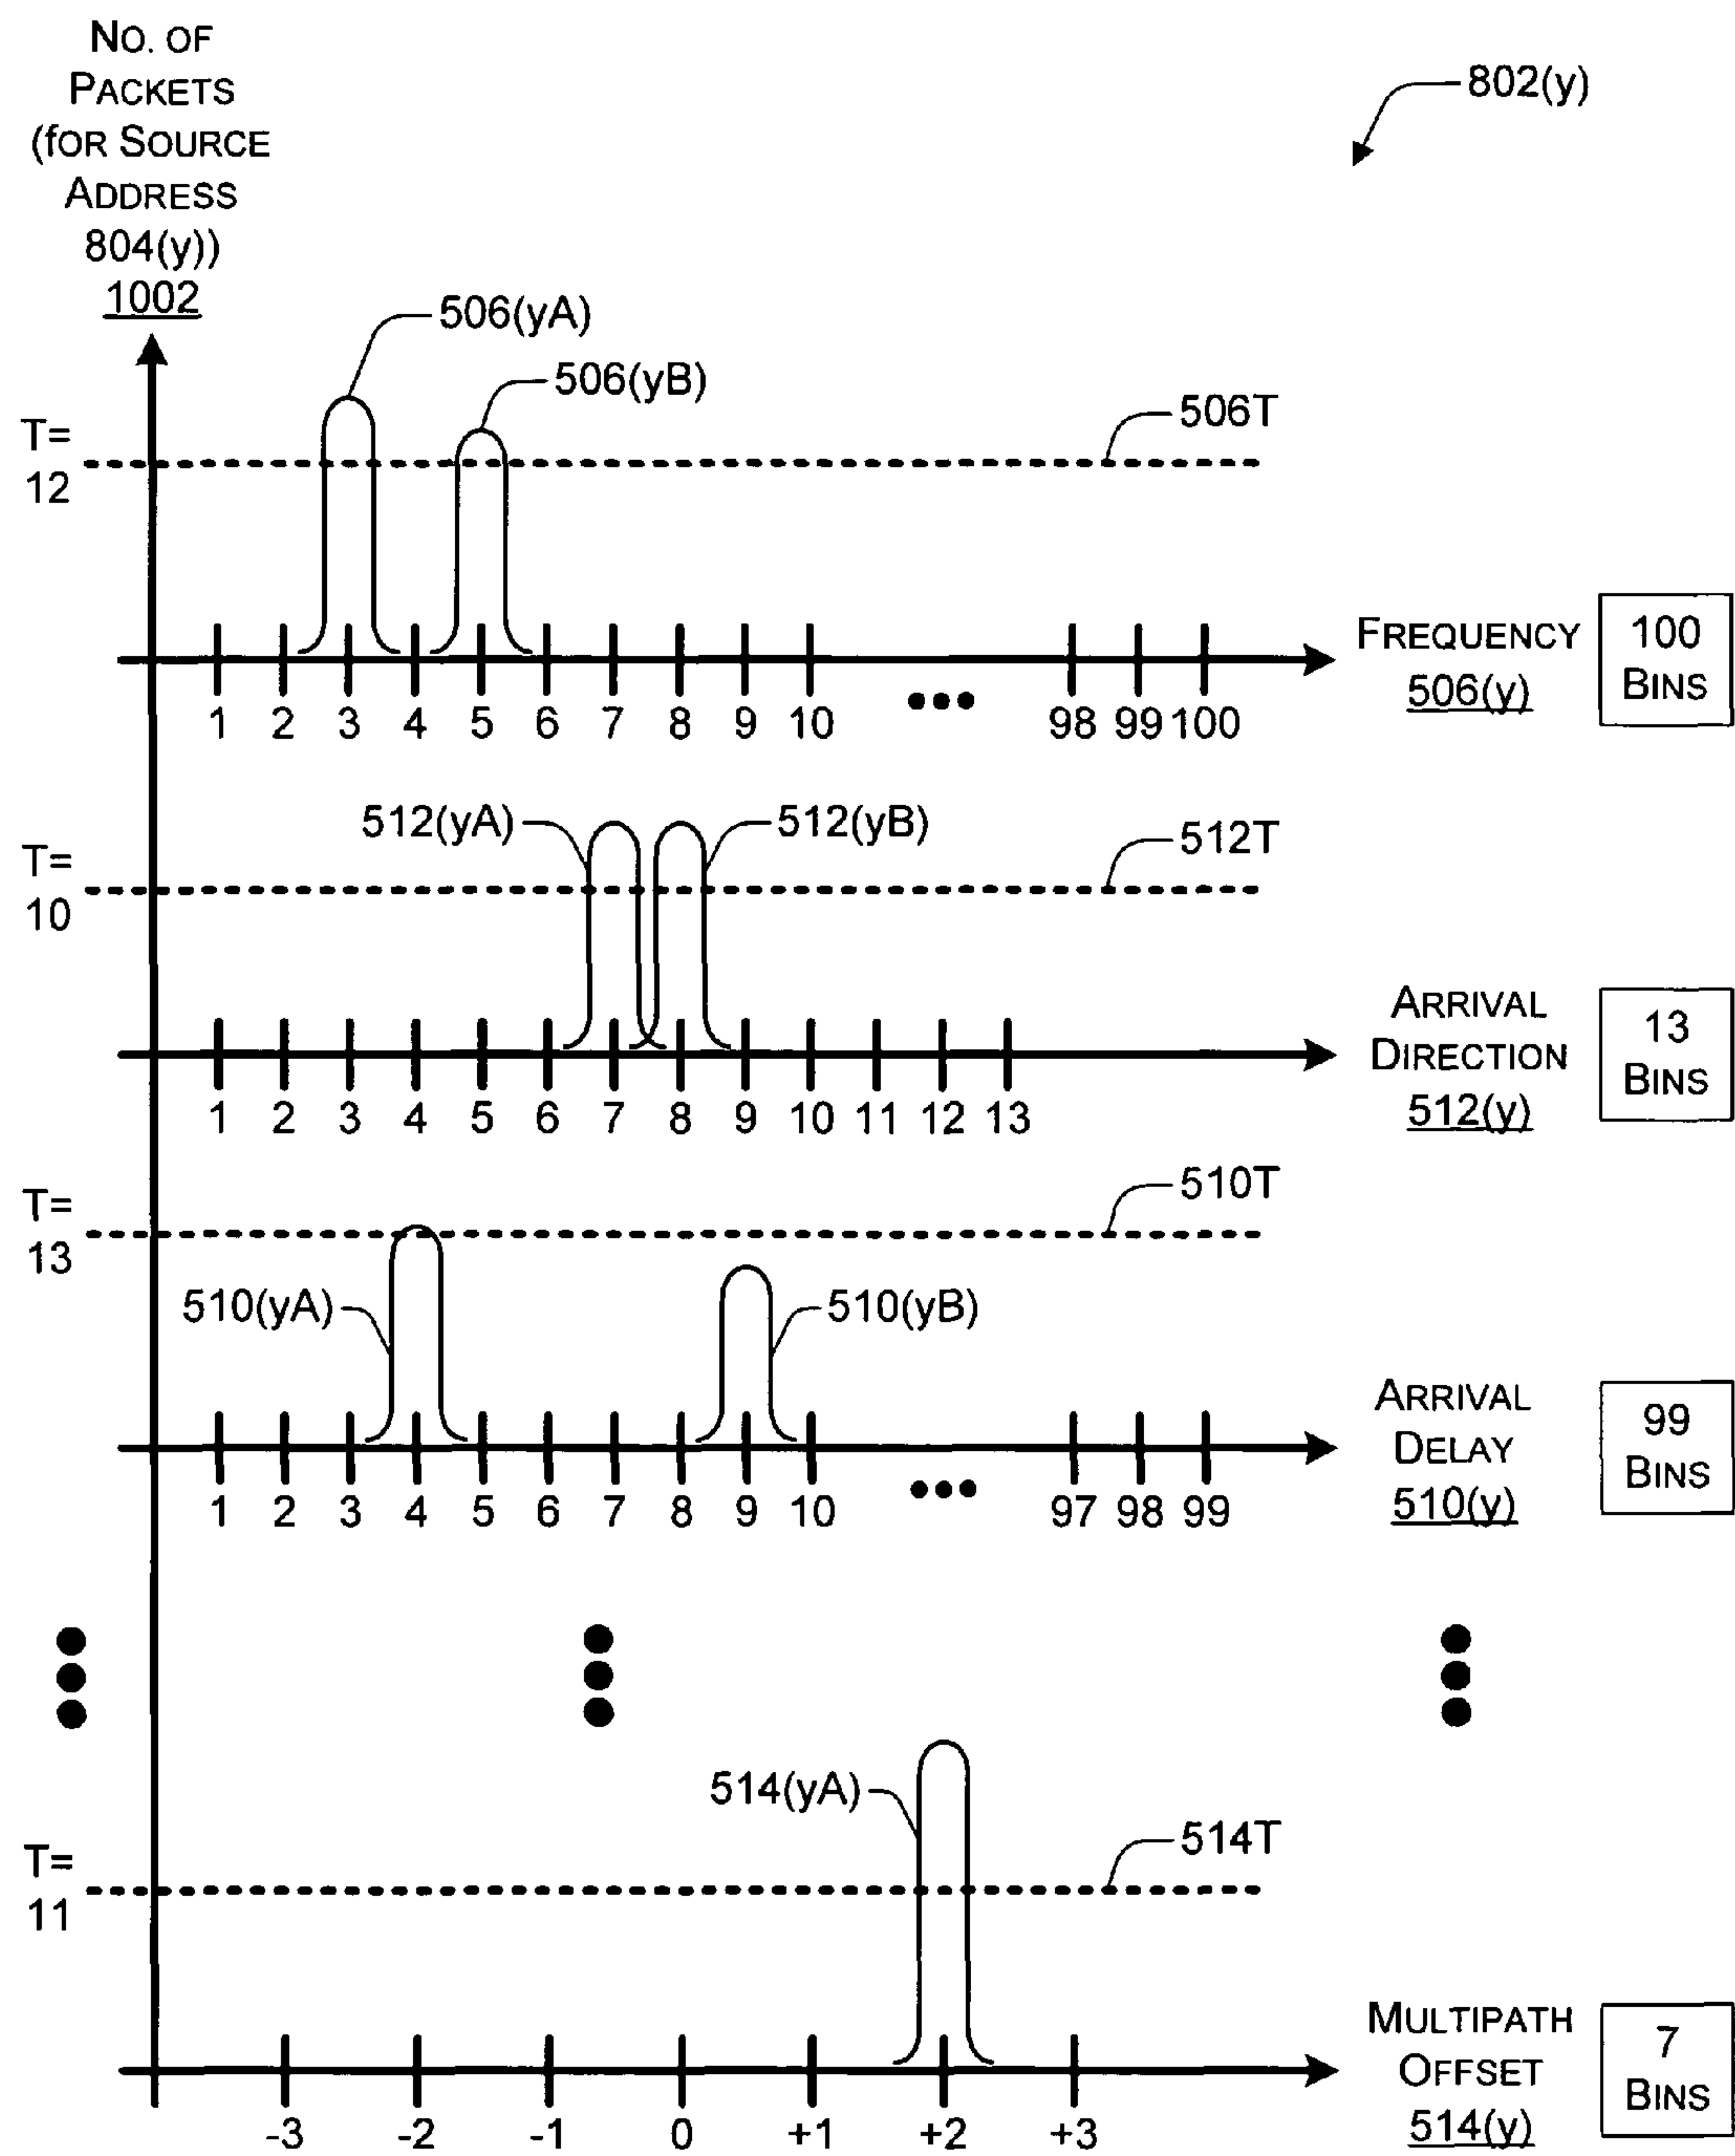 NO. OF
PACKETS
(FOR SOURCE
ADDRESS
804(y))
1002
802(y)
506(yA)
506(yB)
506T
T=
12
FREQUENCY
506(y)
100
BINS
1 2 3 4 5 6 7 8 9 10 ••• 98 99 100
512(yA)
512(yB)
512T
T=
10
ARRIVAL
DIRECTION
512(y)
13
BINS
1 2 3 4 5 6 7 8 9 10 11 12 13
510T
T=
13
510(yA)
510(yB)
ARRIVAL
DELAY
510(y)
99
BINS
1 2 3 4 5 6 7 8 9 10 ••• 97 98 99
514(yA)
514T
T=
11
MULTIPATH
OFFSET
514(y)
7
BINS
-3 -2 -1 0 +1 +2 +3